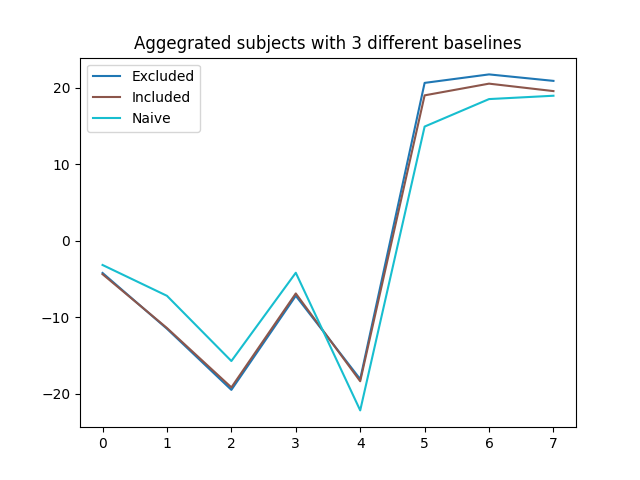 Aggegrated subjects with 3 different baselines
Excluded
Included
Naive
20
10
0
−10
−20
0 1 2 3 4 5 6 7